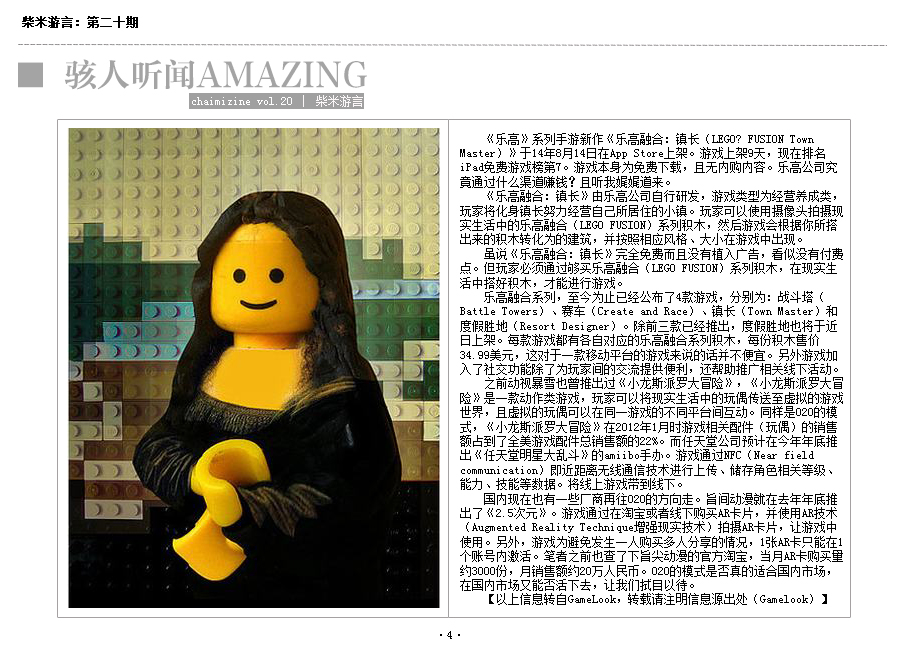 柴米游言：第二十期
骇人听闻AMAZING
chaimizine vol.20 | 柴米游言
《乐高》系列手游新作《乐高融合：镇长（LEGO? FUSION Town
Master）》于14年8月14日在App Store上架。游戏上架9天，现在排名
iPad免费游戏榜第7。游戏本身为免费下载，且无内购内容。乐高公司究
竟通过什么渠道赚钱？且听我娓娓道来。
《乐高融合：镇长》由乐高公司自行研发，游戏类型为经营养成类，
玩家将化身镇长努力经营自己所居住的小镇。玩家可以使用摄像头拍摄现
实生活中的乐高融合（LEGO FUSION）系列积木，然后游戏会根据你所搭
出来的积木转化为的建筑，并按照相应风格、大小在游戏中出现。
虽说《乐高融合：镇长》完全免费而且没有植入广告，看似没有付费
点。但玩家必须通过够买乐高融合（LEGO FUSION）系列积木，在现实生
活中搭好积木，才能进行游戏。
乐高融合系列，至今为止已经公布了4款游戏，分别为：战斗塔（
Battle Towers）、赛车（Create and Race）、镇长（Town Master）和
度假胜地（Resort Designer）。除前三款已经推出，度假胜地也将于近
日上架。每款游戏都有各自对应的乐高融合系列积木，每份积木售价
34.99美元，这对于一款移动平台的游戏来说的话并不便宜。另外游戏加
入了社交功能除了为玩家间的交流提供便利，还帮助推广相关线下活动。
之前动视暴雪也曾推出过《小龙斯派罗大冒险》，《小龙斯派罗大冒
险》是一款动作类游戏，玩家可以将现实生活中的玩偶传送至虚拟的游戏
世界，且虚拟的玩偶可以在同一游戏的不同平台间互动。同样是O2O的模
式，《小龙斯派罗大冒险》在2012年1月时游戏相关配件（玩偶）的销售
额占到了全美游戏配件总销售额的22%。而任天堂公司预计在今年年底推
出《任天堂明星大乱斗》的amiibo手办。游戏通过NFC（Near field
communication）即近距离无线通信技术进行上传、储存角色相关等级、
能力、技能等数据。将线上游戏带到线下。
国内现在也有一些厂商再往O2O的方向走。旨间动漫就在去年年底推
出了《2.5次元》。游戏通过在淘宝或者线下购买AR卡片，并使用AR技术
（Augmented Reality Technique增强现实技术）拍摄AR卡片，让游戏中
使用。另外，游戏为避免发生一人购买多人分享的情况，1张AR卡只能在1
个账号内激活。笔者之前也查了下旨尖动漫的官方淘宝，当月AR卡购买量
约3000份，月销售额约20万人民币。O2O的模式是否真的适合国内市场，
在国内市场又能否活下去，让我们拭目以待。
【以上信息转自GameLook，转载请注明信息源出处（Gamelook）】
·4·